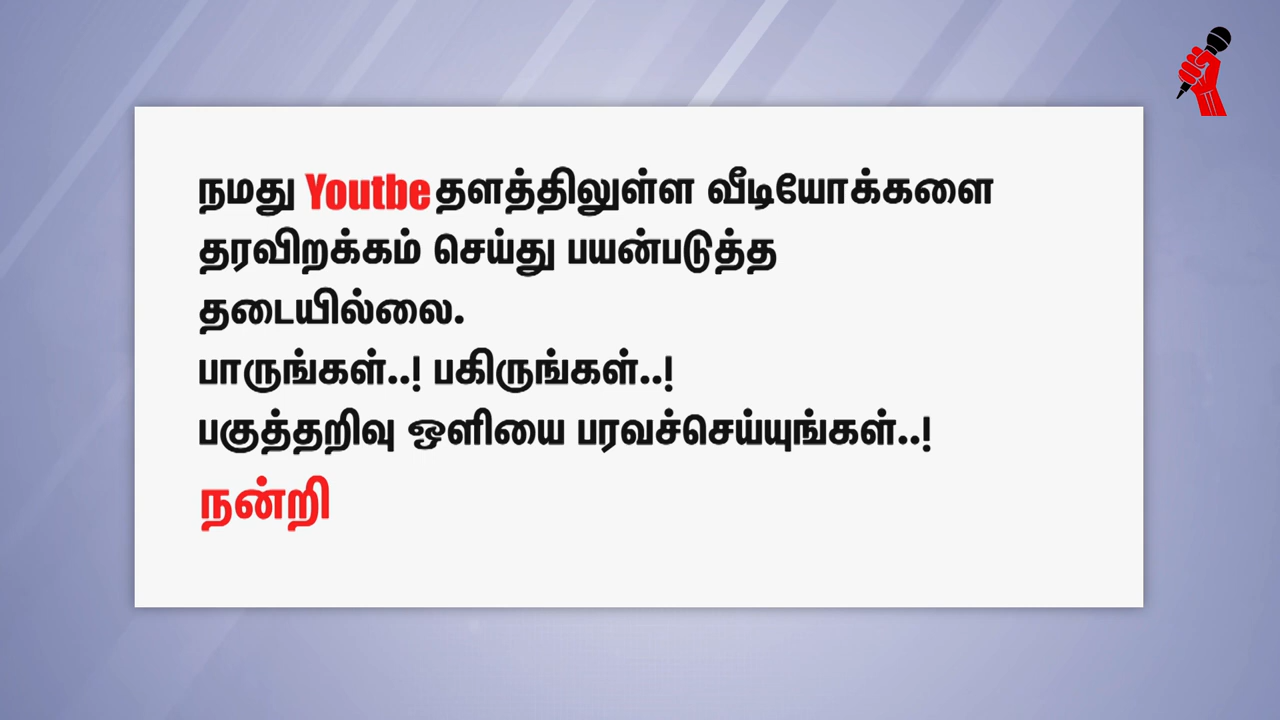 நமது Youtbe தளத்திலுள்ள வீடியோக்களை
தரவிறக்கம் செய்து பயன்படுத்த
தடையில்லை.
பாருங்கள்..! பகிருங்கள்..!
பகுத்தறிவு ஒளியை பரவச்செய்யுங்கள்..!
நன்றி